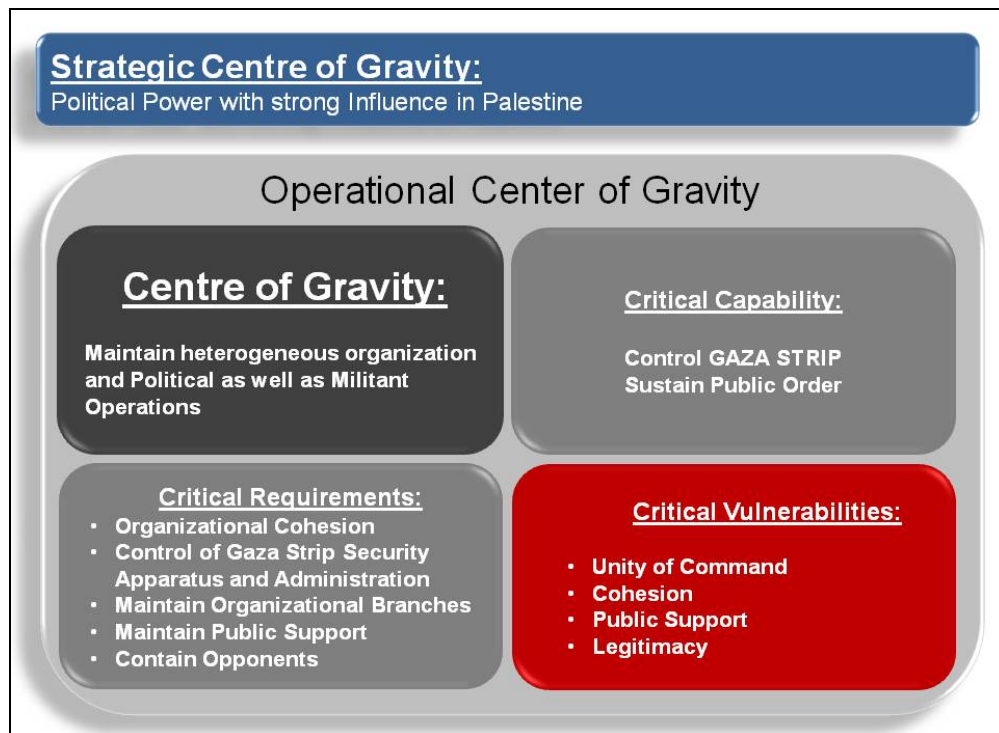 Strategic Centre of Gravity:
Political Power with strong Influence in Palestine
Operational Center of Gravity
Centre of Gravity:
Maintain heterogeneous organization
and Political as well as Militant
Operations
Critical Capability:
Control GAZA STRIP
Sustain Public Order
Critical Requirements:
• Organizational Cohesion
• Control of Gaza Strip Security
Apparatus and Administration
• Maintain Organizational Branches
• Maintain Public Support
• Contain Opponents
Critical Vulnerabilities:
• Unity of Command
• Cohesion
• Public Support
• Legitimacy